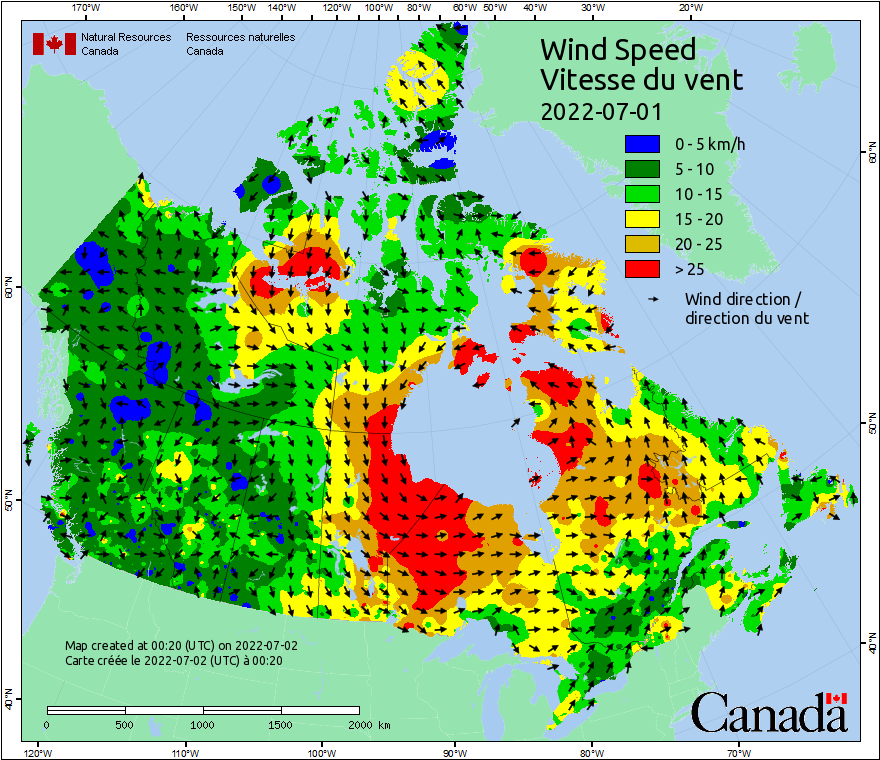 170°W 160°W 150°W 140°W 130°W 120°W 110°W 100°W 90°W 80°W 70°W 60°W 50°W 40°W 30°W 20°W
Natural Resources Canada
Ressources naturelles Canada
Wind Speed
Vitesse du vent
2022-07-01
0 - 5 km/h
5 - 10
10 - 15
15 - 20
20 - 25
> 25
Wind direction /
direction du vent
60°N
50°N
40°N
60°N
50°N
40°N
Map created at 00:20 (UTC) on 2022-07-02
Carte créée le 2022-07-02 (UTC) à 00:20
0 500 1000 1500 2000 km
Canada
120°W 110°W 100°W 90°W 80°W 70°W